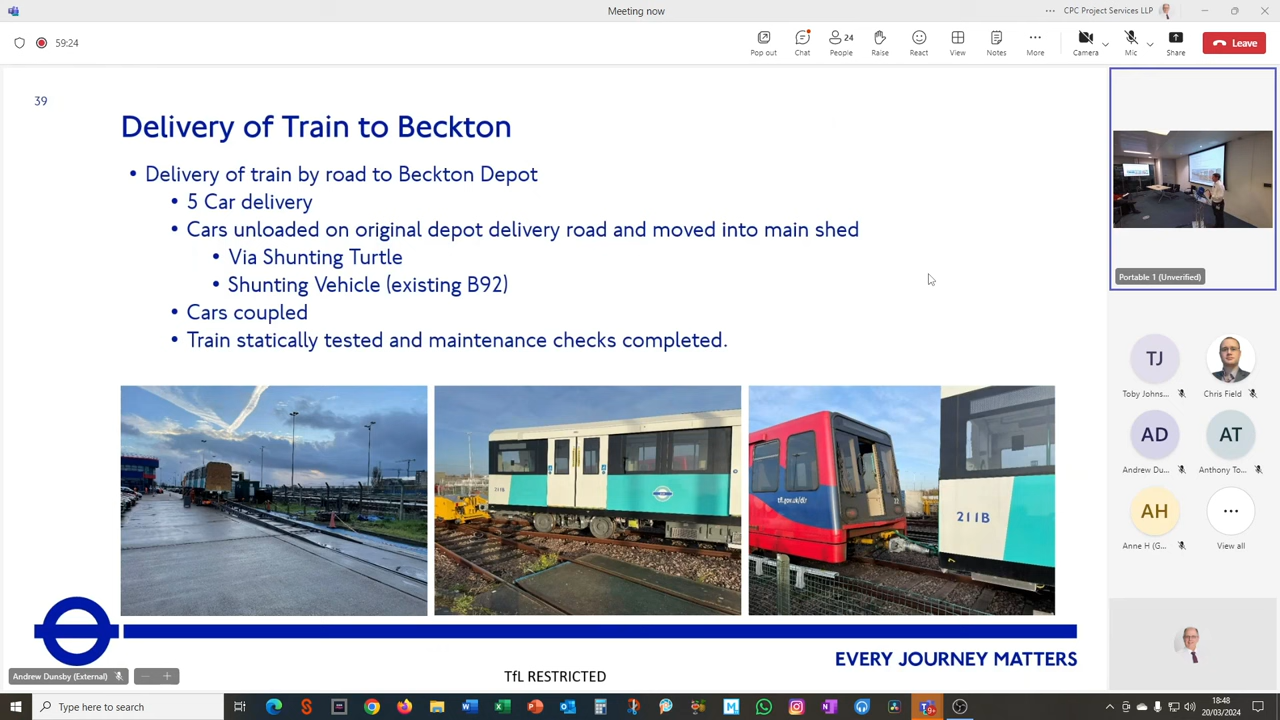 Meeting now
CPC Project Services LLP
59:24
Pop out
Chat
24
People
Raise
React
View
Notes
More
Camera
Mic
Share
Leave
39
Delivery of Train to Beckton
• Delivery of train by road to Beckton Depot
• 5 Car delivery
• Cars unloaded on original depot delivery road and moved into main shed
• Via Shunting Turtle
• Shunting Vehicle (existing B92)
• Cars coupled
• Train statically tested and maintenance checks completed.
211B
tfl.gov.uk/dlr
211B
EVERY JOURNEY MATTERS
TfL RESTRICTED
Andrew Dunsby (External)
Portable 1 (Unverified)
TJ
Toby Johns...
Chris Field
AD
Andrew Du...
AT
Anthony To...
AH
Anne H (G...
View all
Type here to search
18:48
20/03/2024